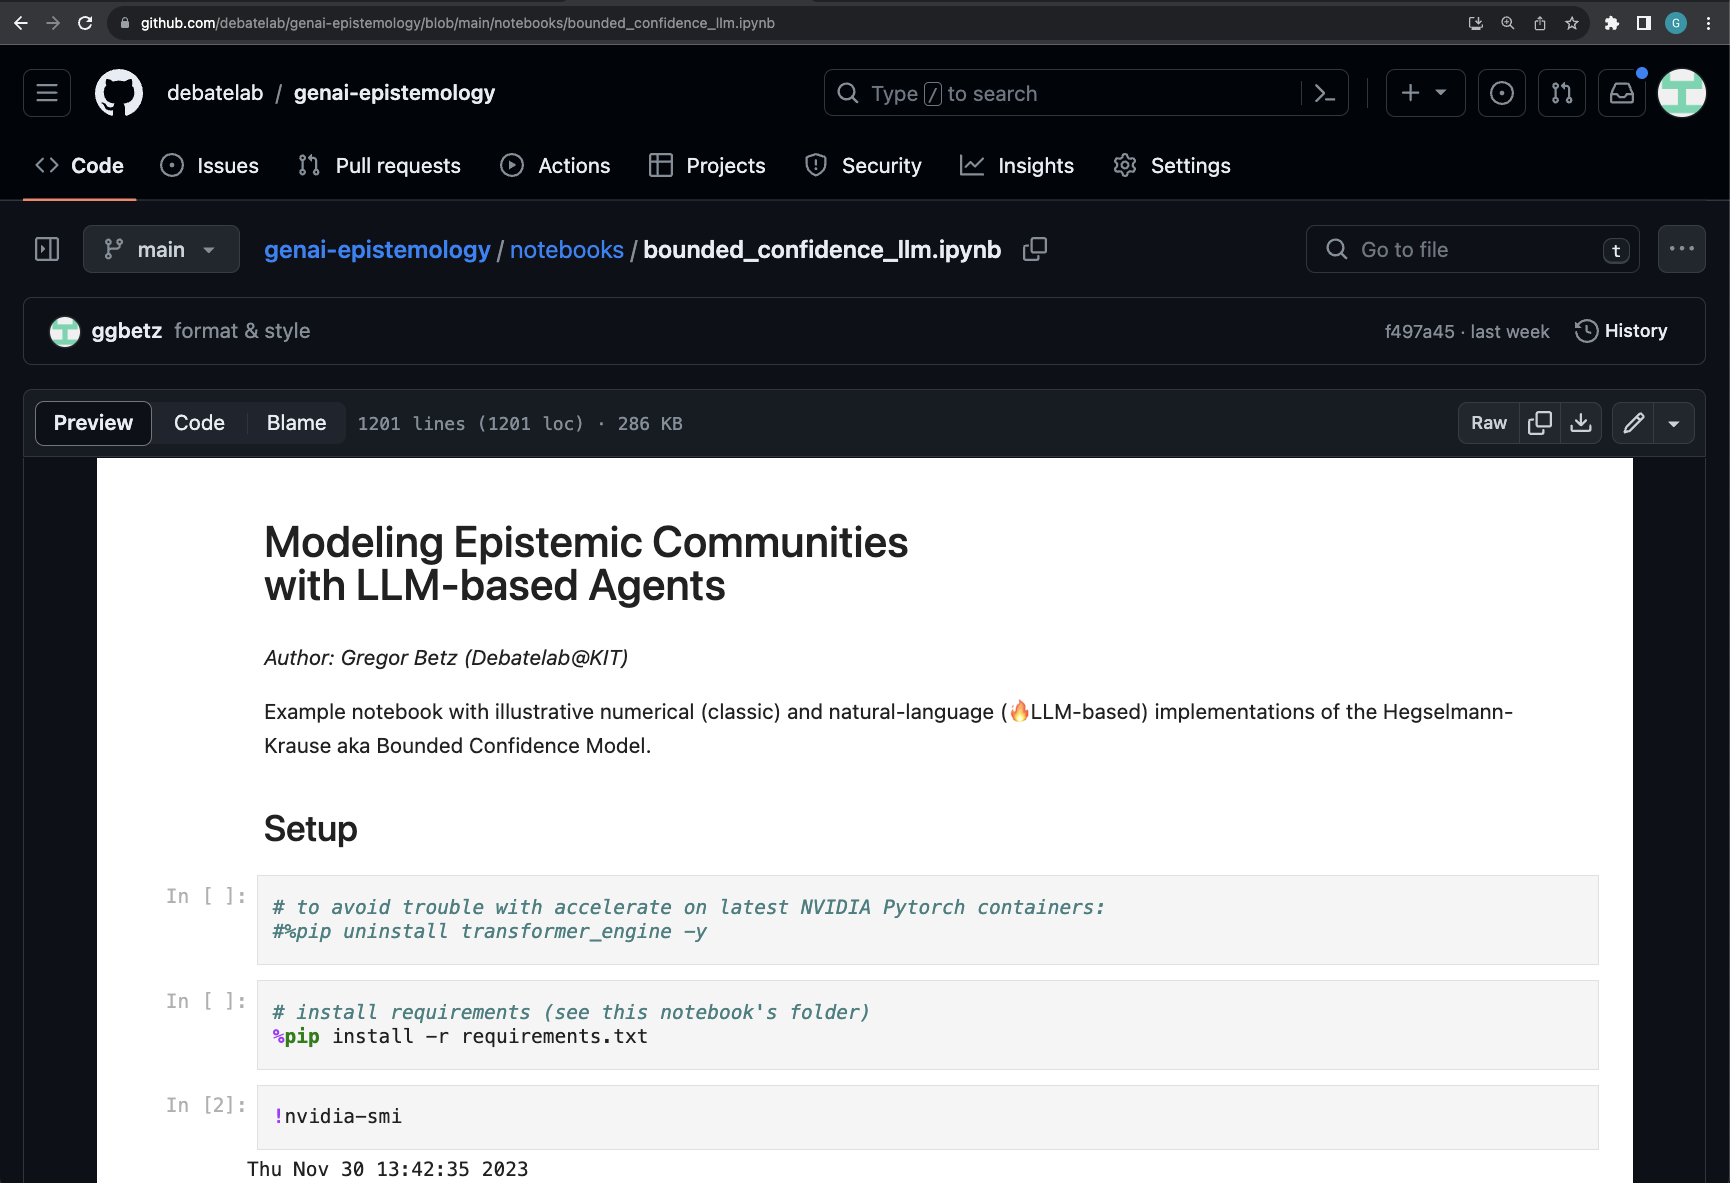 github.com/debatelab/genai-epistemology/blob/main/notebooks/bounded_confidence_llm.ipynb
G
debatelab / genai-epistemology
Type / to search
Code
Issues
Pull requests
Actions
Projects
Security
Insights
Settings
main
genai-epistemology / notebooks / bounded_confidence_llm.ipynb
Go to file
t
ggbetz format & style
f497a45 · last week
History
Preview
Code
Blame
1201 lines (1201 loc) · 286 KB
Raw
Modeling Epistemic Communities
with LLM-based Agents
Author: Gregor Betz (Debatelab@KIT)
Example notebook with illustrative numerical (classic) and natural-language (🔥LLM-based) implementations of the Hegselmann-
Krause aka Bounded Confidence Model.
Setup
In [ ]:
# to avoid trouble with accelerate on latest NVIDIA Pytorch containers:
#%pip uninstall transformer_engine -y
In [ ]:
# install requirements (see this notebook's folder)
%pip install -r requirements.txt
In [2]:
!nvidia-smi
Thu Nov 30 13:42:35 2023